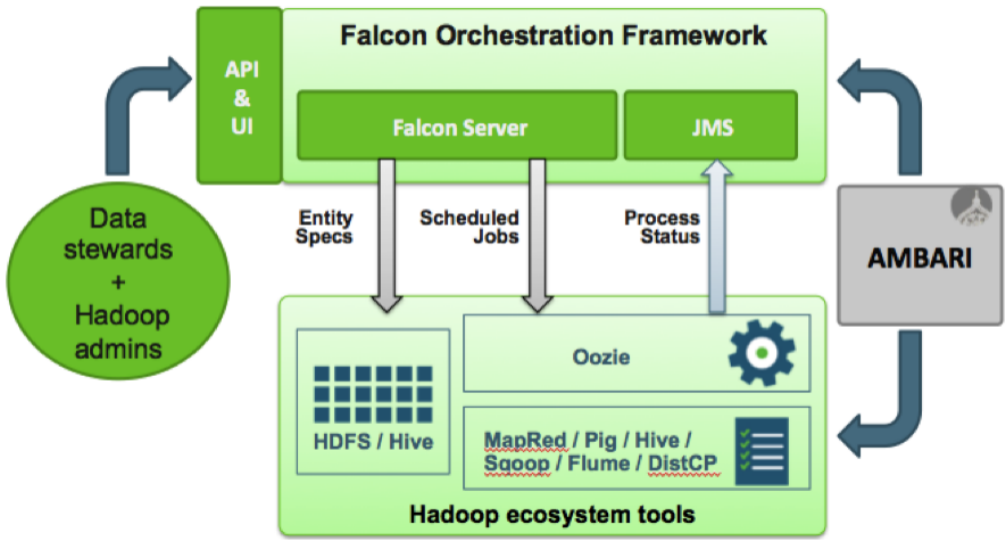 Falcon Orchestration Framework
API
&
UI
Falcon Server
JMS
Entity
Specs
Scheduled
Jobs
Process
Status
Data
stewards
+
Hadoop
admins
AMBARI
Oozie
HDFS / Hive
MapRed / Pig / Hive /
Sqoop / Flume / DistCP
Hadoop ecosystem tools